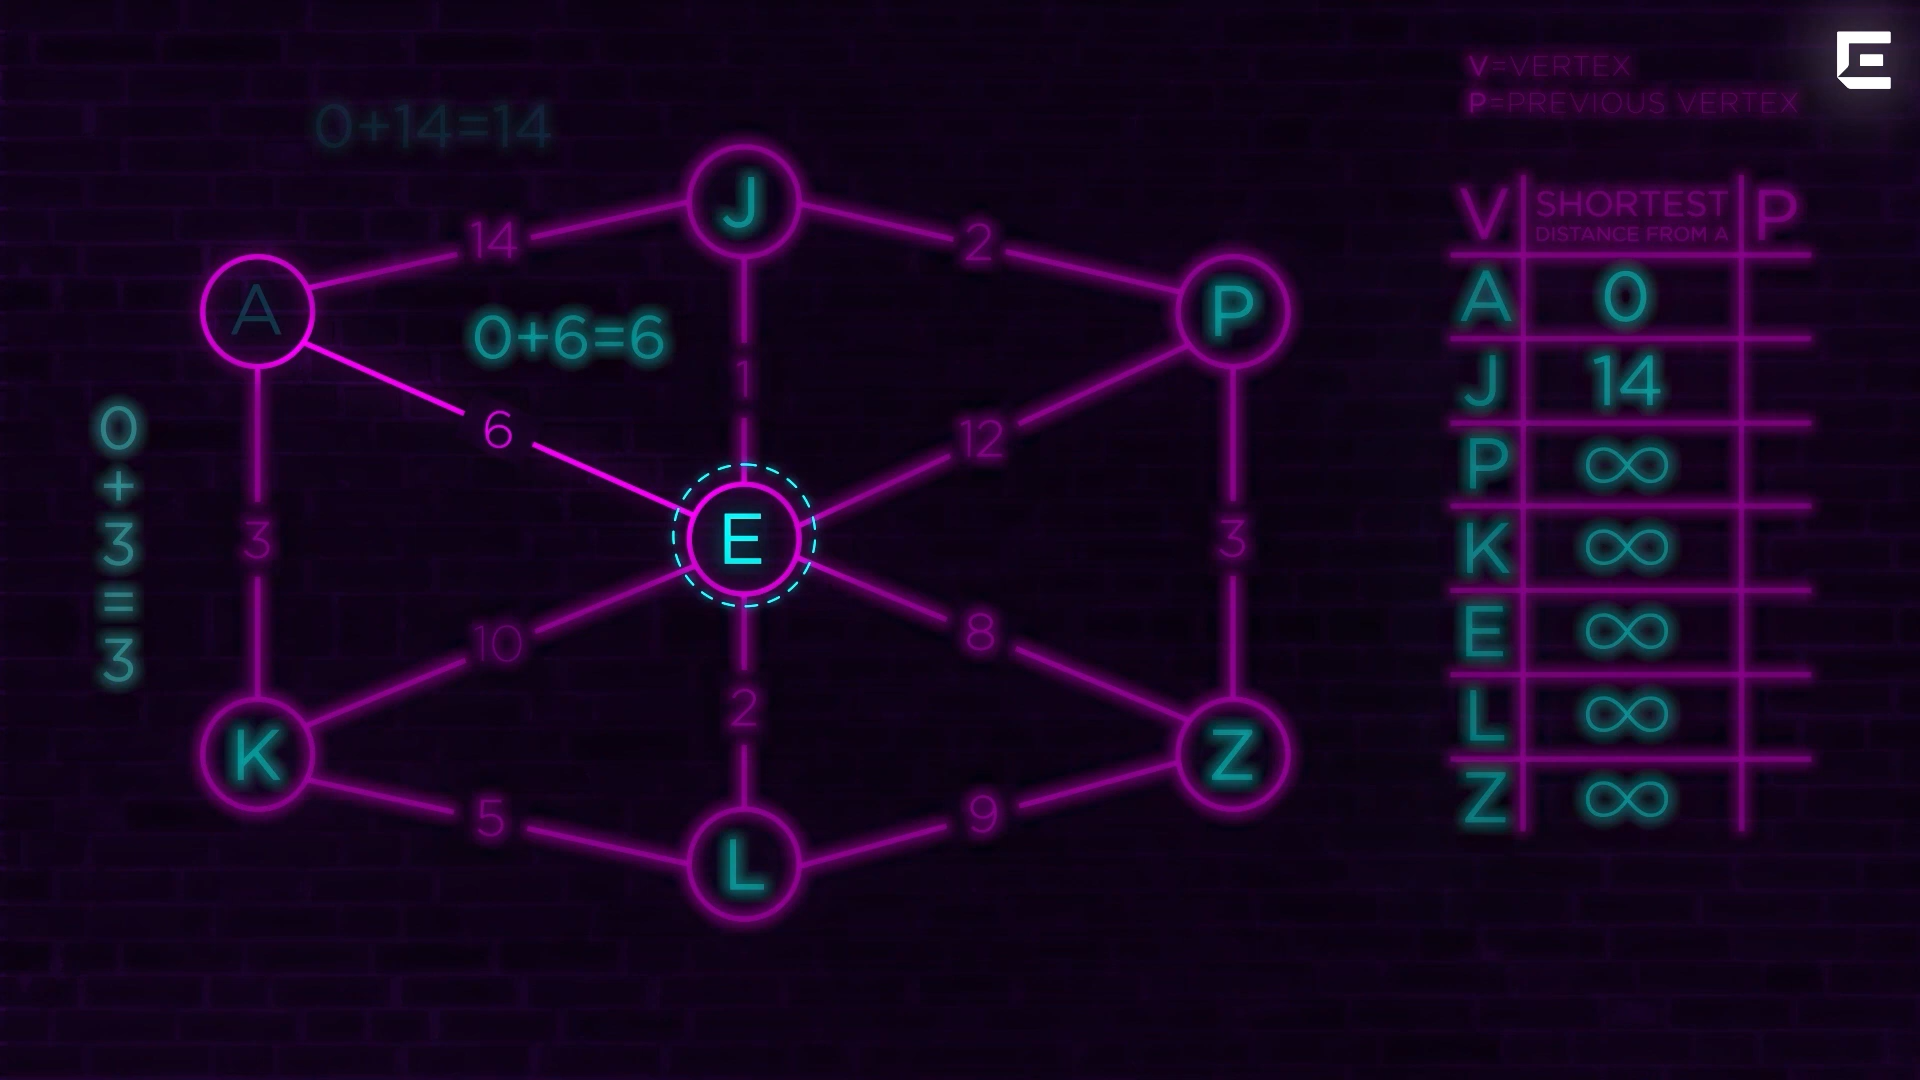 V=VERTEX
P=PREVIOUS VERTEX
0+14=14
J
14
2
A
P
0+6=6
1
6
12
0
+
3
=
3
3
E
3
10
8
2
K
Z
5
9
L
V SHORTEST DISTANCE FROM A P
A 0
J 14
P ∞
K ∞
E ∞
L ∞
Z ∞